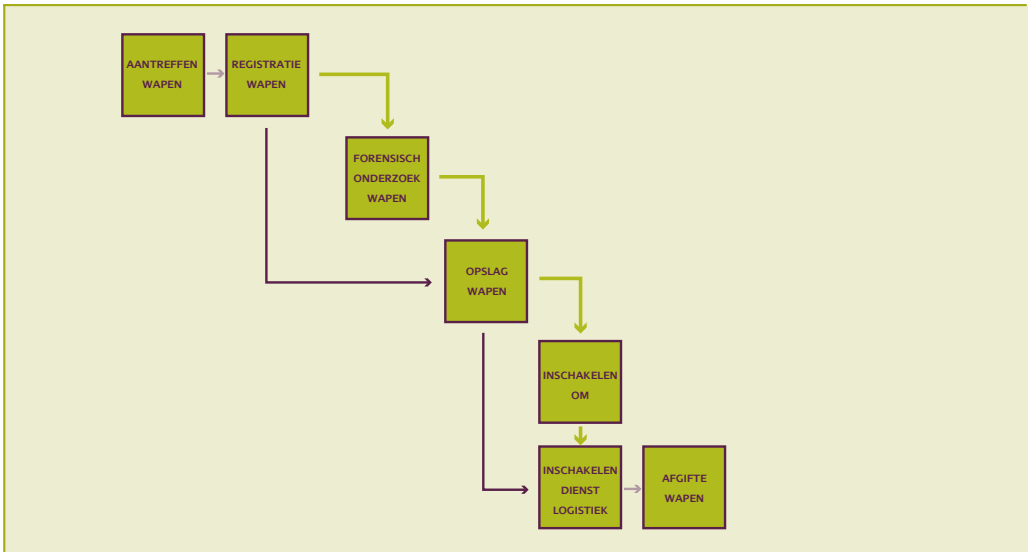 AANTREFFEN
WAPEN
REGISTRATIE
WAPEN
FORENSISCH
ONDERZOEK
WAPEN
OPSLAG
WAPEN
INSCHAKELEN
OM
INSCHAKELEN
DIENST
LOGISTIEK
AFGIFTE
WAPEN